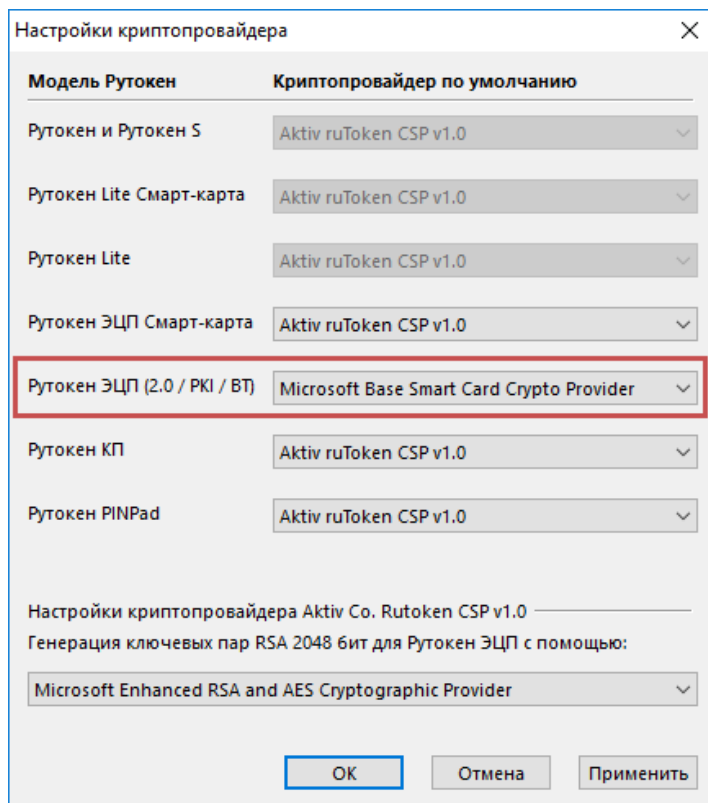 Настройки криптопровайдера
Модель Рутокен Криптопровайдер по умолчанию
Рутокен и Рутокен S Aktiv ruToken CSP v1.0
Рутокен Lite Смарт-карта Aktiv ruToken CSP v1.0
Рутокен Lite Aktiv ruToken CSP v1.0
Рутокен ЭЦП Смарт-карта Aktiv ruToken CSP v1.0
Рутокен ЭЦП (2.0 / PKI / BT) Microsoft Base Smart Card Crypto Provider
Рутокен КП Aktiv ruToken CSP v1.0
Рутокен PINPad Aktiv ruToken CSP v1.0
Настройки криптопровайдера Aktiv Co. Rutoken CSP v1.0
Генерация ключевых пар RSA 2048 бит для Рутокен ЭЦП с помощью:
Microsoft Enhanced RSA and AES Cryptographic Provider
ОК Отмена Применить